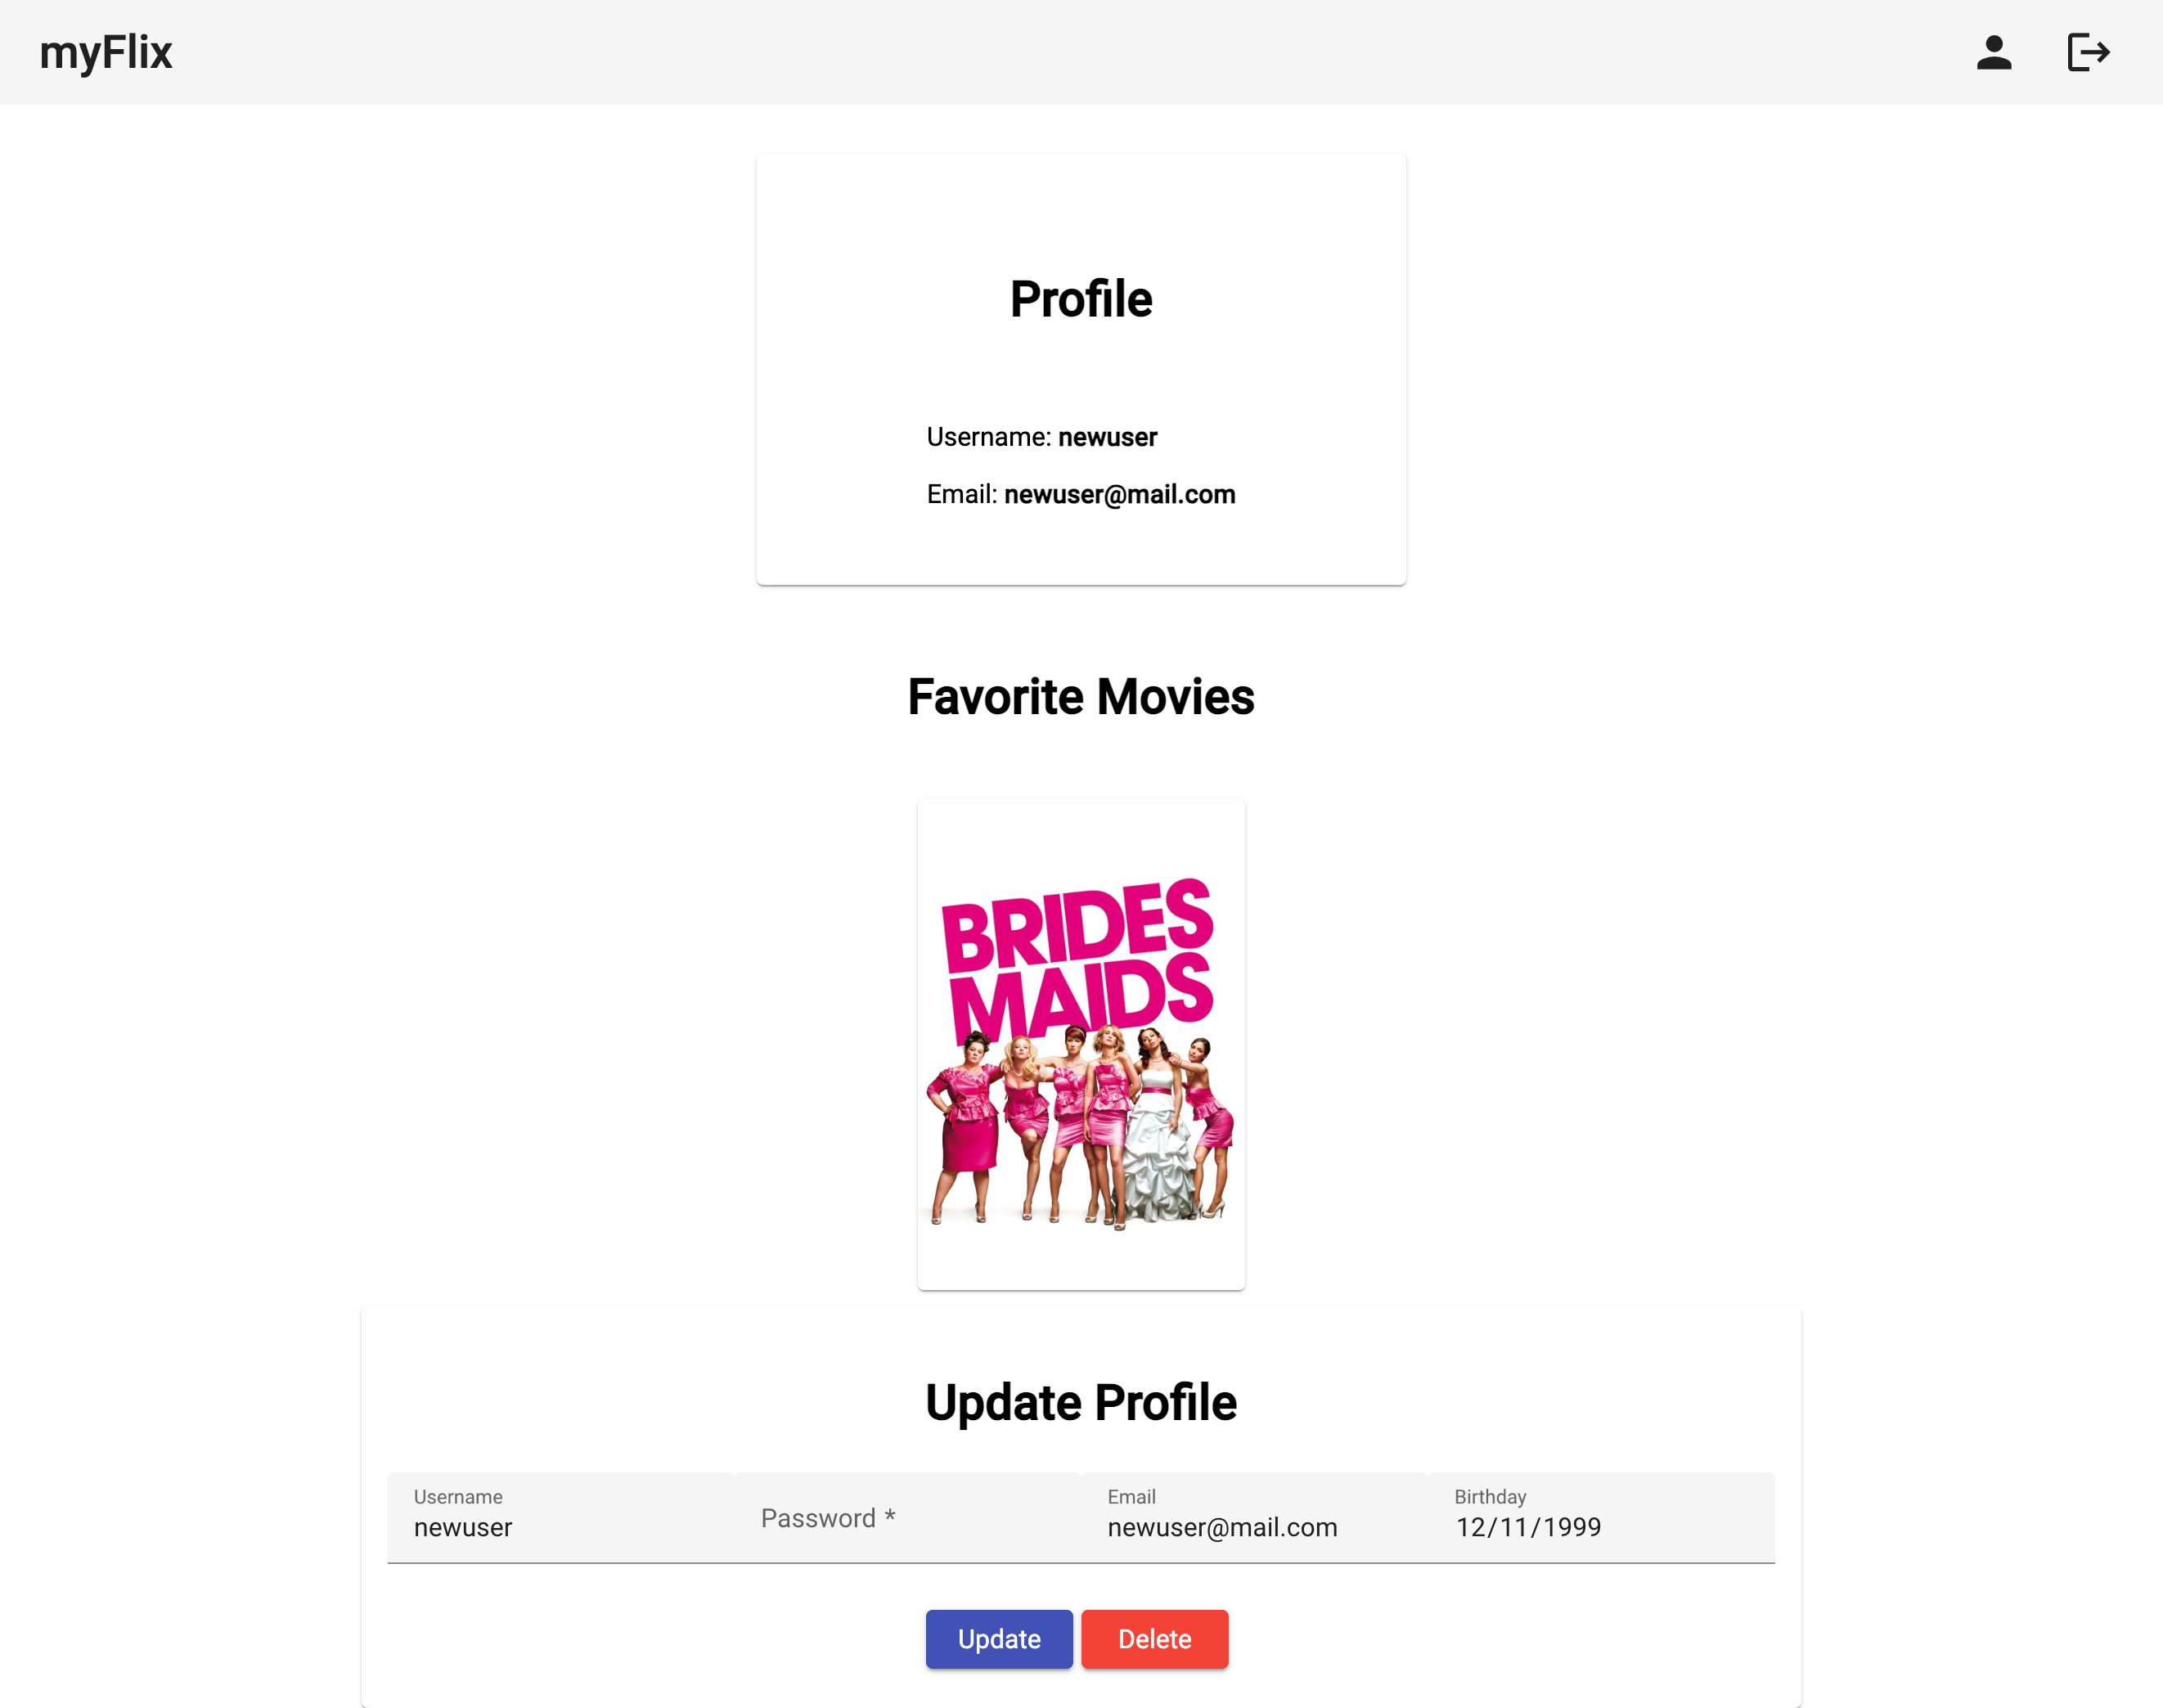 myFlix
Profile
Username: newuser
Email: newuser@mail.com
Favorite Movies
BRIDES
MAIDS
Update Profile
Username
newuser
Password *
Email
newuser@mail.com
Birthday
12/11/1999
Update
Delete